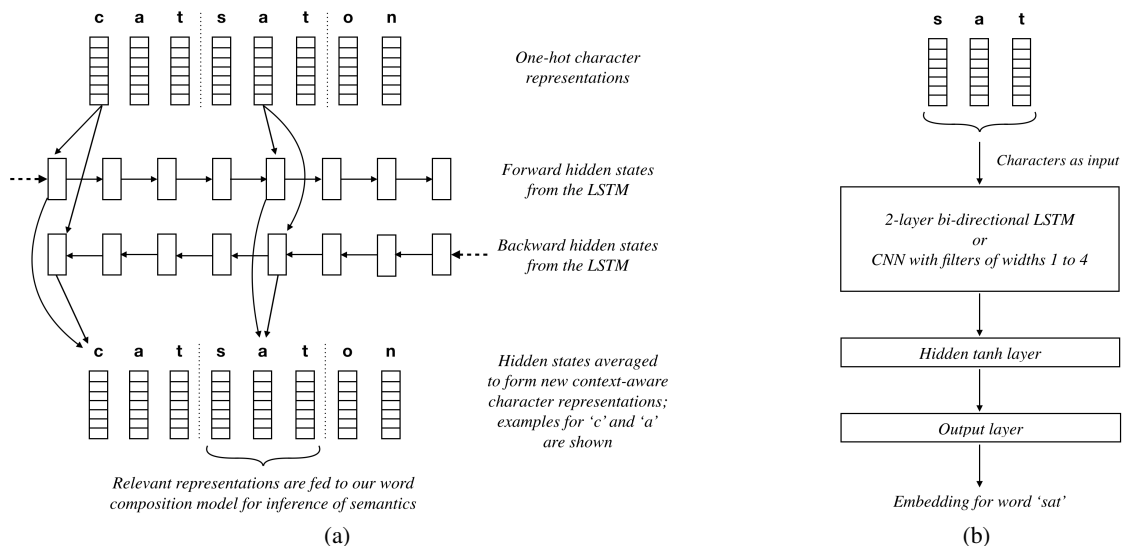 c a t s a t o n
One-hot character
representations
Forward hidden states
from the LSTM
Backward hidden states
from the LSTM
c a t s a t o n
Hidden states averaged
to form new context-aware
character representations;
examples for ‘c’ and ‘a’
are shown
Relevant representations are fed to our word
composition model for inference of semantics
(a)
s a t
Characters as input
2-layer bi-directional LSTM
or
CNN with filters of widths 1 to 4
Hidden tanh layer
Output layer
Embedding for word ‘sat’
(b)